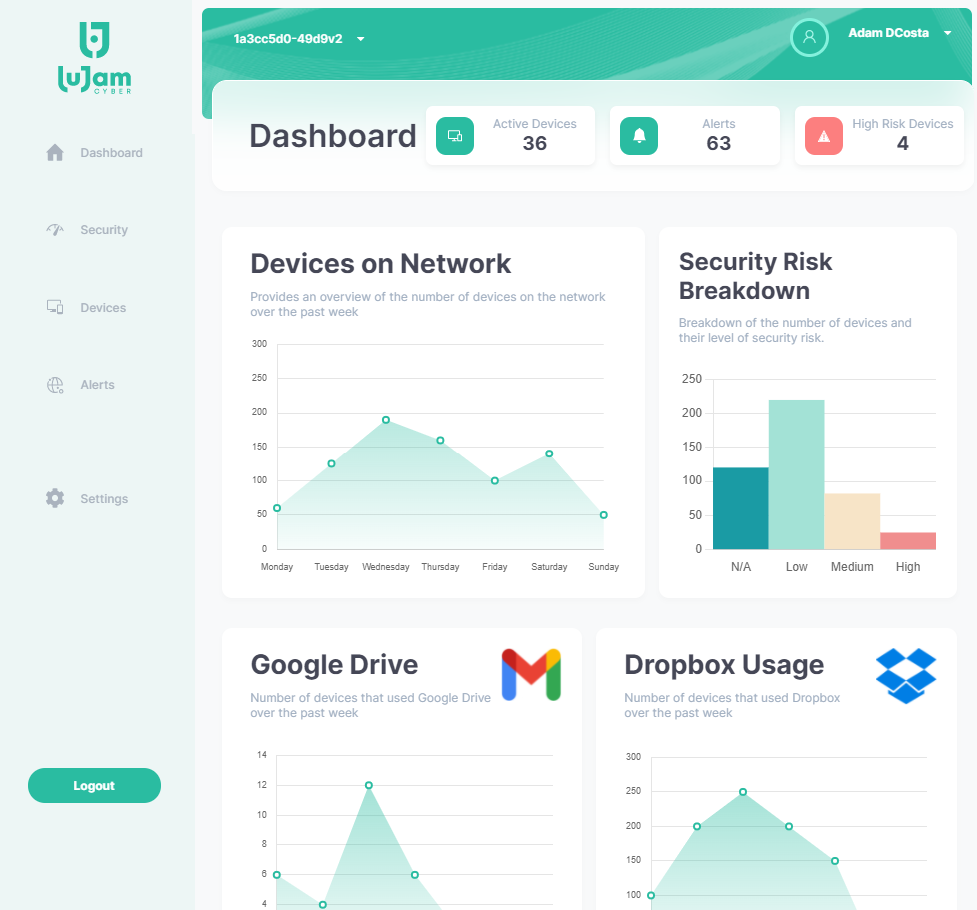 luJam
CYBER
1a3cc5d0-49d9v2
Adam DCosta
Dashboard
Active Devices
36
Alerts
63
High Risk Devices
4
Dashboard
Security
Devices
Alerts
Settings
Logout
Devices on Network
Provides an overview of the number of devices on the network
over the past week
300
250
200
150
100
50
0
Monday Tuesday Wednesday Thursday Friday Saturday Sunday
Security Risk
Breakdown
Breakdown of the number of devices and
their level of security risk.
250
200
150
100
50
0
N/A Low Medium High
Google Drive
Number of devices that used Google Drive
over the past week
14
12
10
8
6
4
Dropbox Usage
Number of devices that used Dropbox
over the past week
300
250
200
150
100